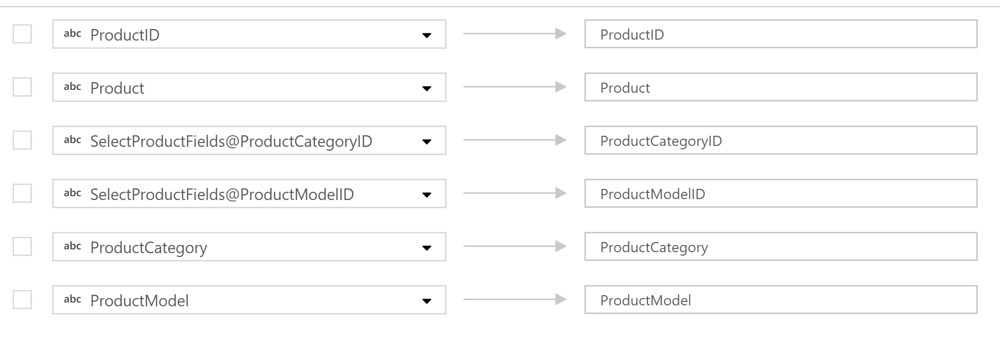 abc ProductID ProductID
abc Product Product
abc SelectProductFields@ProductCategoryID ProductCategoryID
abc SelectProductFields@ProductModelID ProductModelID
abc ProductCategory ProductCategory
abc ProductModel ProductModel